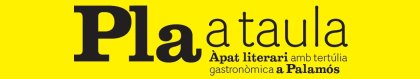 Pla a taula
Àpat literari amb tertúlia
gastronòmica a Palamós